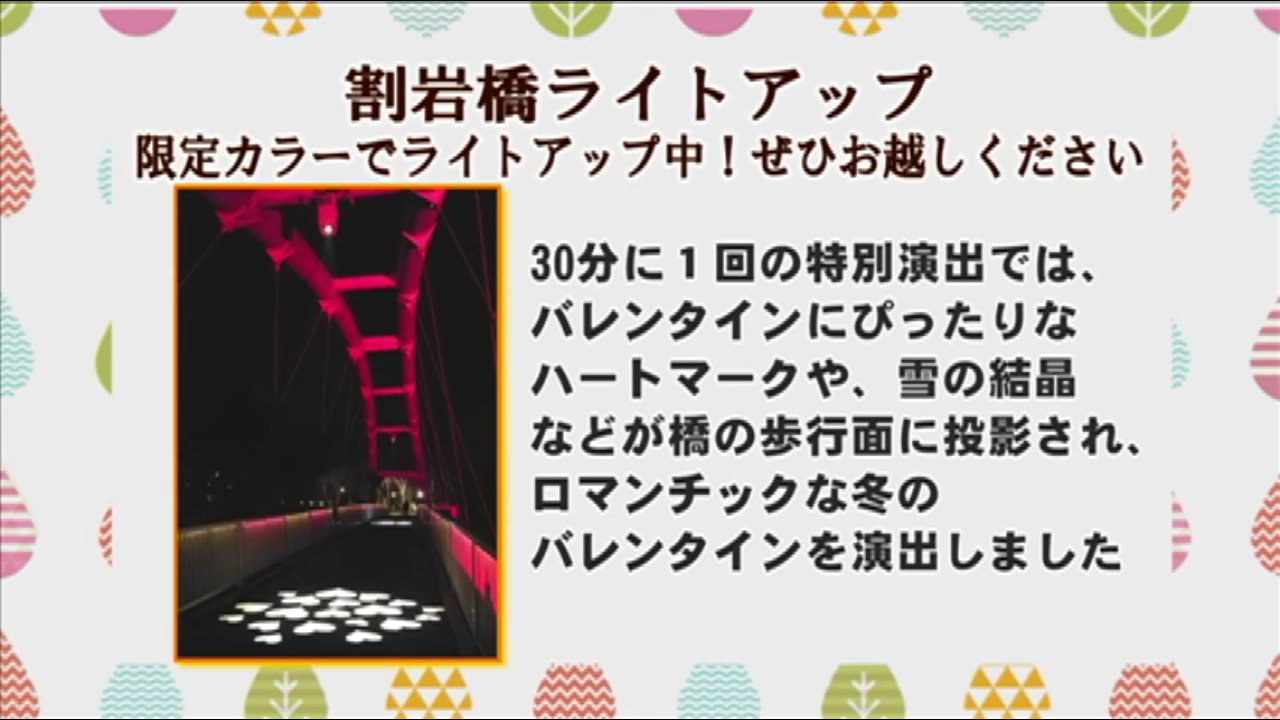 割岩橋ライトアップ
限定カラーでライトアップ中！ぜひお越しください
30分に１回の特別演出では、
バレンタインにぴったりな
ハートマークや、雪の結晶
などが橋の歩行面に投影され、
ロマンチックな冬の
バレンタインを演出しました